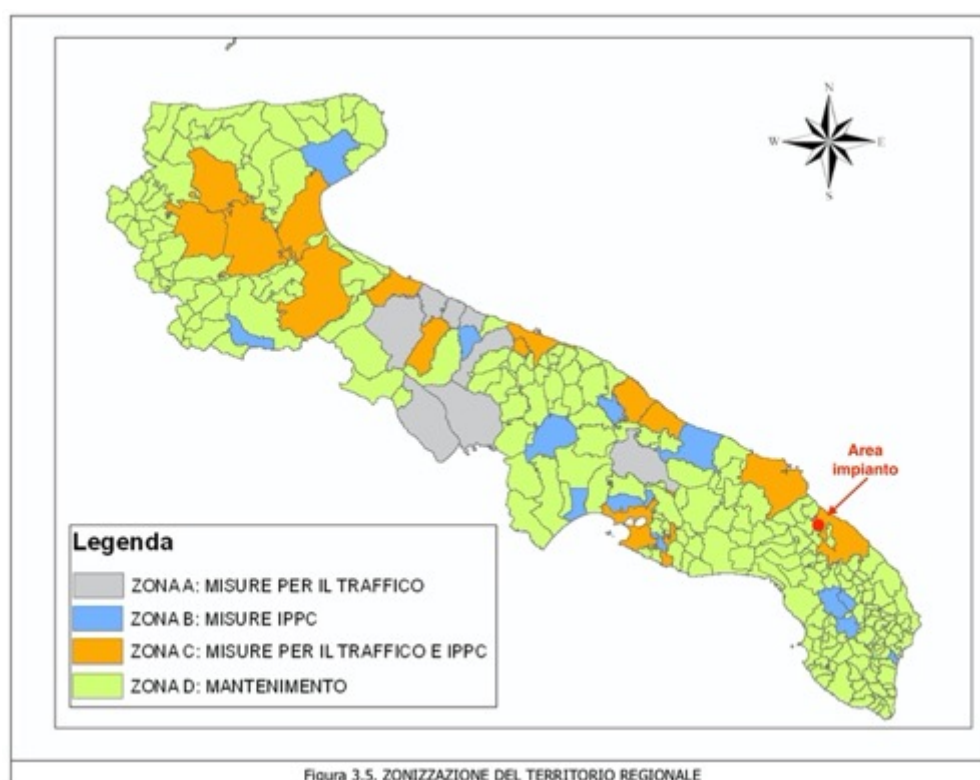 N
W E
S
Area
impianto
Legenda
ZONA A: MISURE PER IL TRAFFICO
ZONA B: MISURE IPPC
ZONA C: MISURE PER IL TRAFFICO E IPPC
ZONA D: MANTENIMENTO
Figura 3.5. ZONIZZAZIONE DEL TERRITORIO REGIONALE